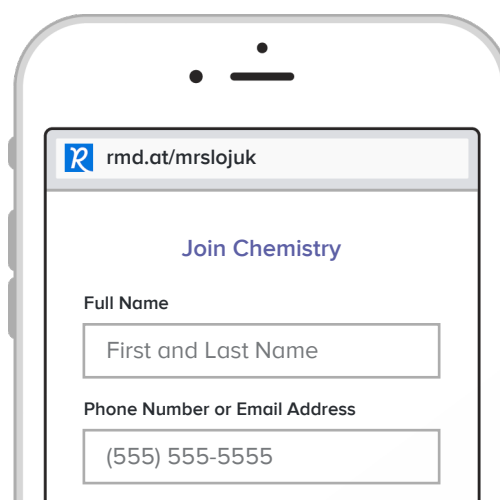 R rmd.at/mrslojuk
Join Chemistry
Full Name
First and Last Name
Phone Number or Email Address
(555) 555-5555